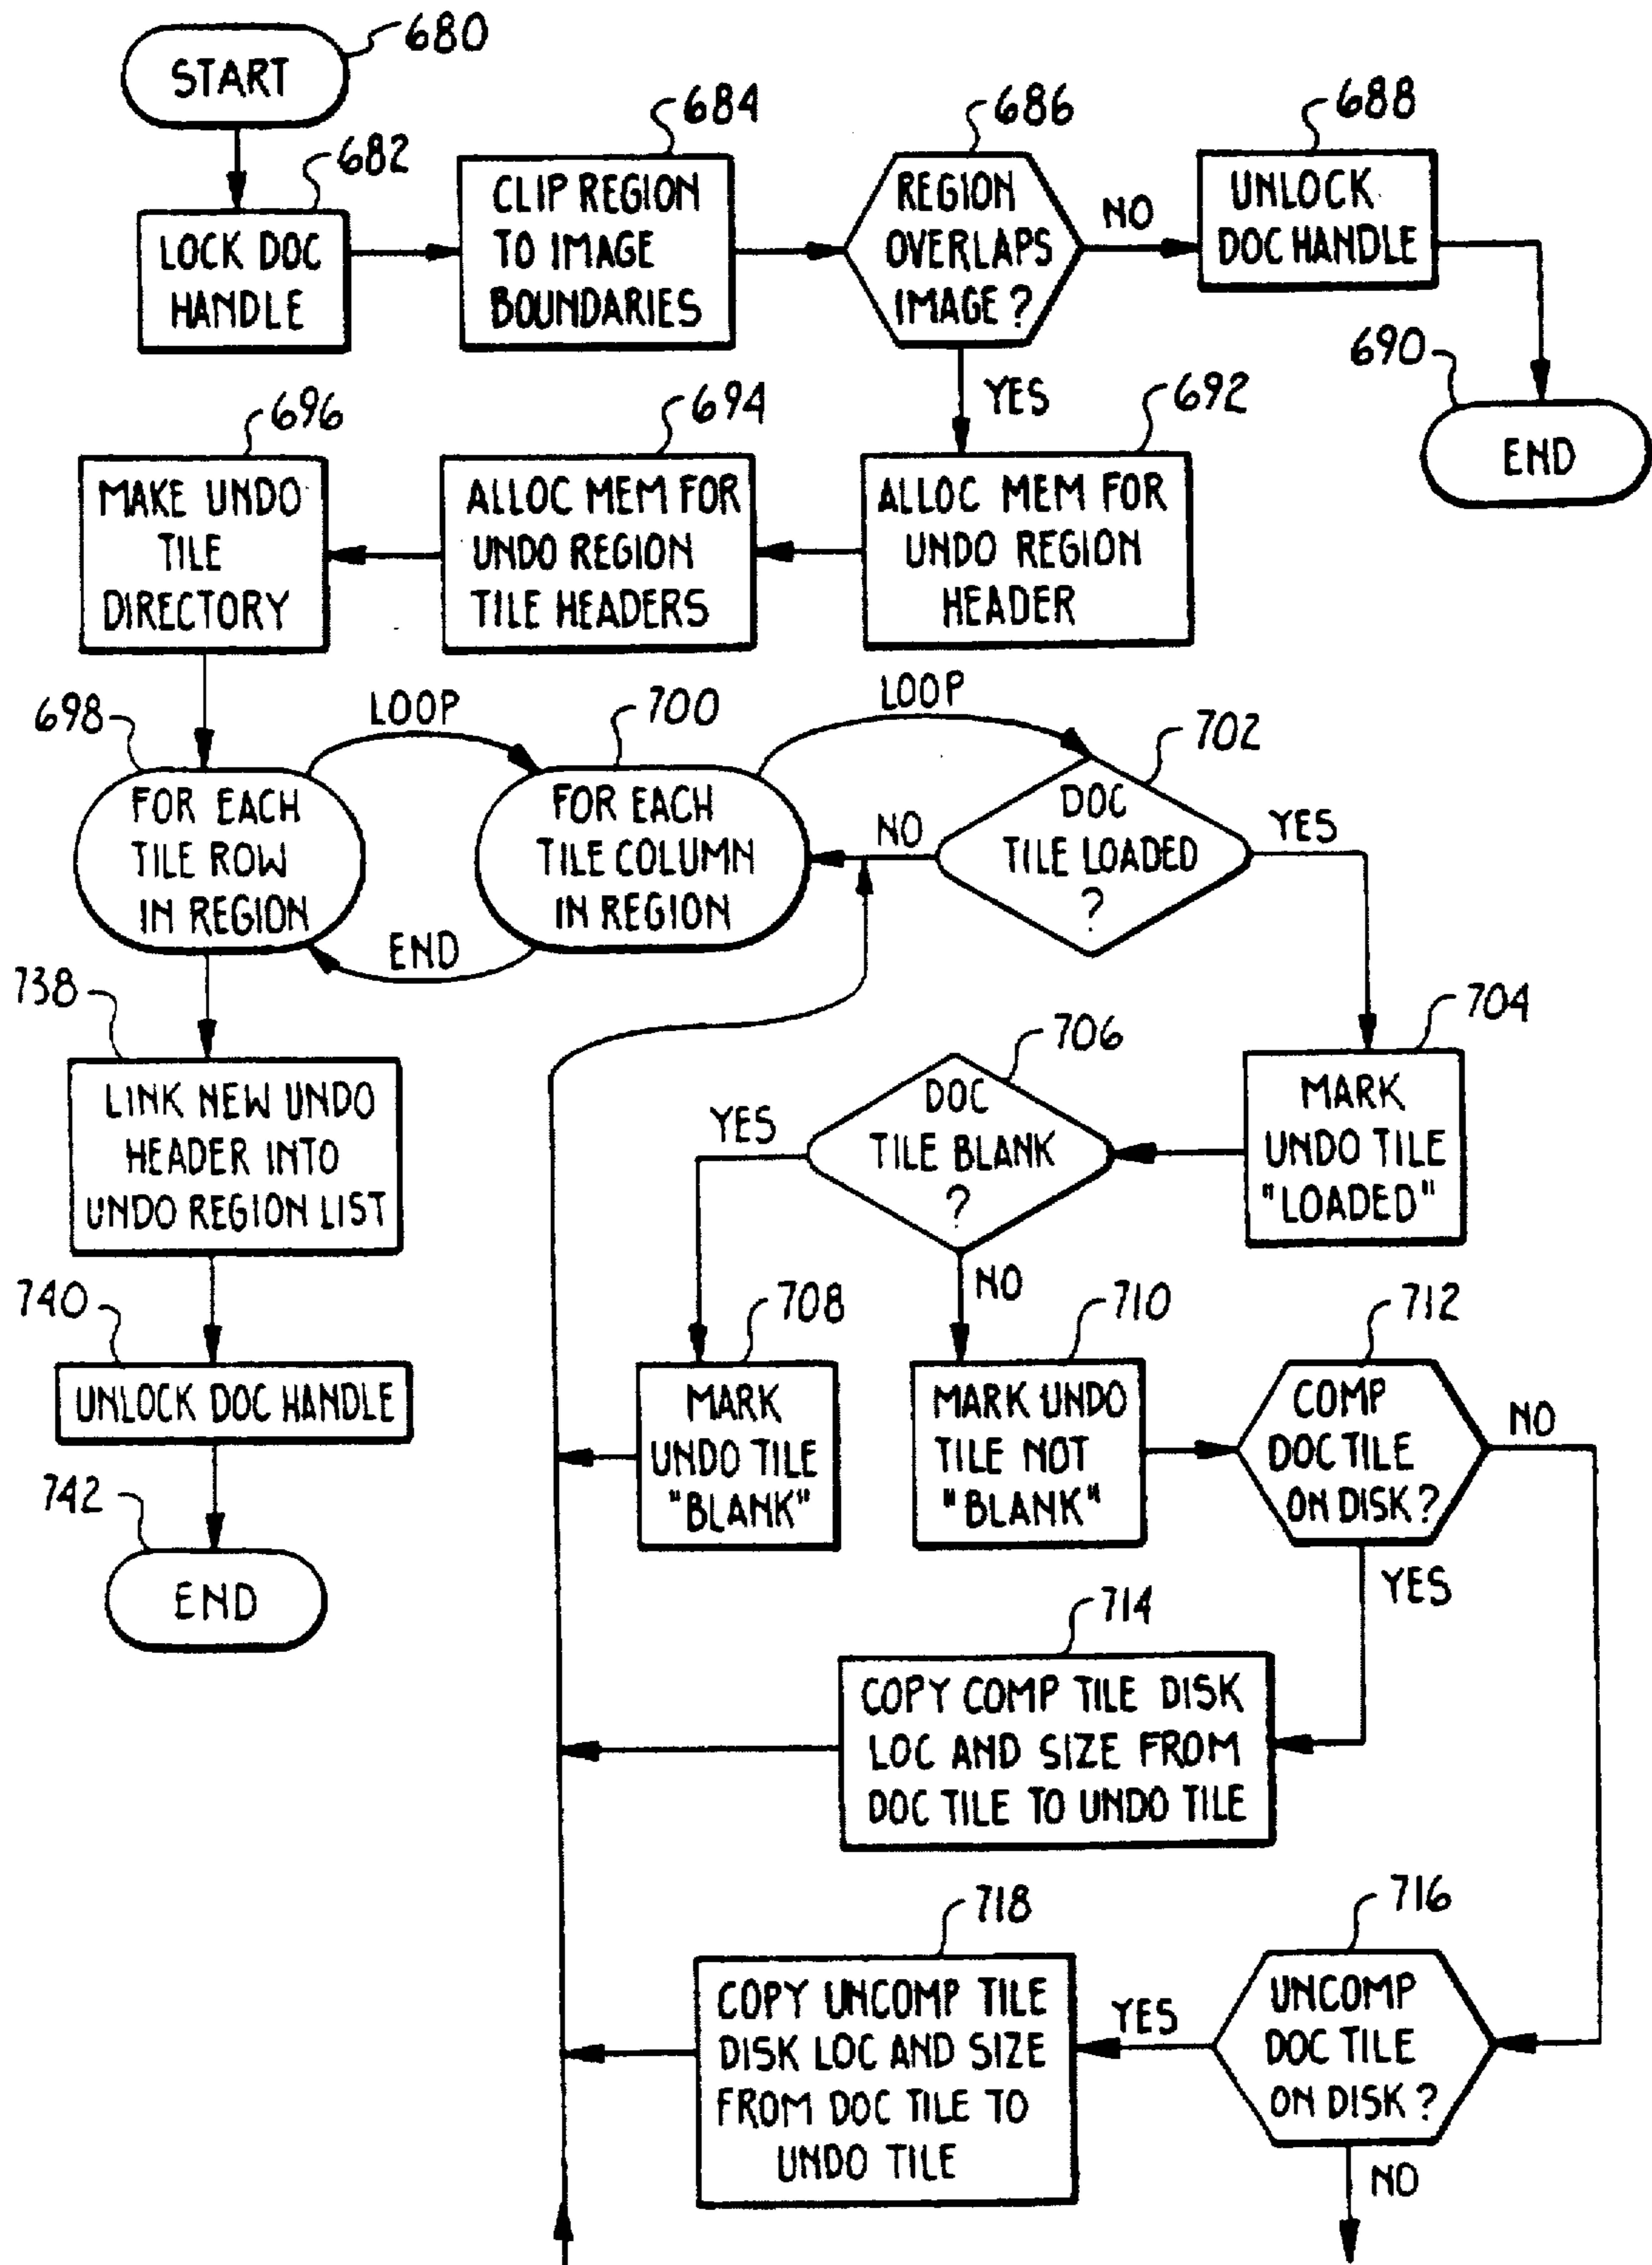 START
680
682
LOCK DOC
HANDLE
684
CLIP REGION
TO IMAGE
BOUNDARIES
686
REGION
OVERLAPS
IMAGE?
NO
688
UNLOCK
DOC HANDLE
690
END
YES
692
ALLOC MEM FOR
UNDO REGION
HEADER
694
ALLOC MEM FOR
UNDO REGION
TILE HEADERS
696
MAKE UNDO
TILE
DIRECTORY
698
FOR EACH
TILE ROW
IN REGION
LOOP
END
700
FOR EACH
TILE COLUMN
IN REGION
LOOP
702
DOC
TILE LOADED
?
NO
YES
704
MARK
UNDO TILE
"LOADED"
706
DOC
TILE BLANK
?
YES
NO
708
MARK
UNDO TILE
"BLANK"
710
MARK UNDO
TILE NOT
"BLANK"
712
COMP
DOC TILE
ON DISK?
NO
YES
714
COPY COMP TILE DISK
LOC AND SIZE FROM
DOC TILE TO UNDO TILE
716
UNCOMP
DOC TILE
ON DISK?
YES
NO
718
COPY UNCOMP TILE
DISK LOC AND SIZE
FROM DOC TILE TO
UNDO TILE
738
LINK NEW UNDO
HEADER INTO
UNDO REGION LIST
740
UNLOCK DOC HANDLE
742
END